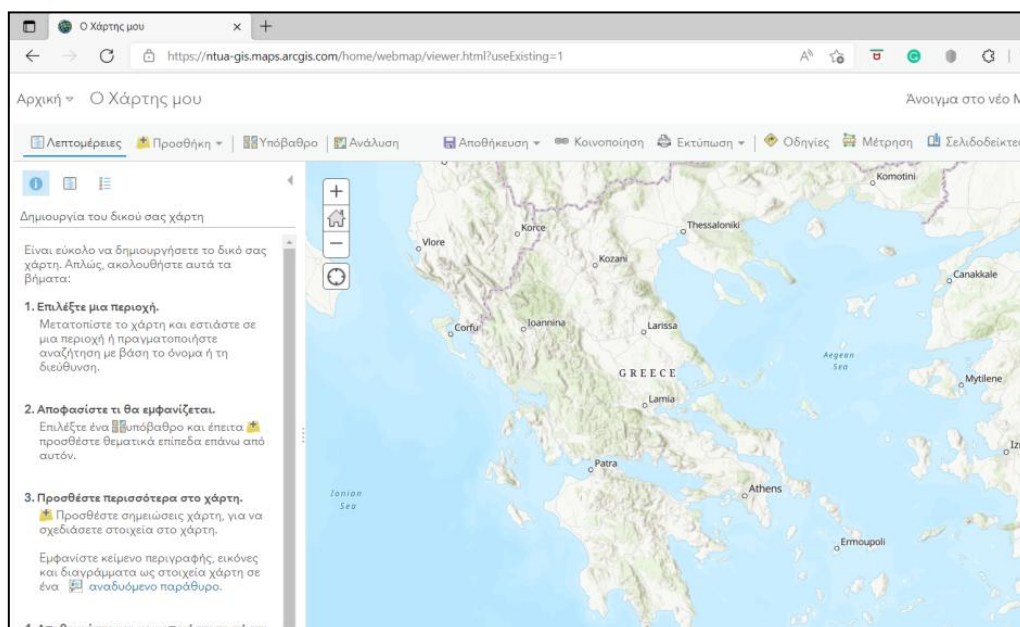 Ο Χάρτης μου
https://ntua-gis.maps.arcgis.com/home/webmap/viewer.html?useExisting=1
Αρχική Ο Χάρτης μου Άνοιγμα στο νέο
Λεπτομέρειες Προσθήκη Υπόβαθρο Ανάλυση Αποθήκευση Κοινοποίηση Εκτύπωση Οδηγίες Μέτρηση Σελιδοδείκτες
Δημιουργία του δικού σας χάρτη
Είναι εύκολο να δημιουργήσετε το δικό σας
χάρτη. Απλώς, ακολουθήστε αυτά τα
βήματα:
1. Επιλέξτε μια περιοχή.
Μετατοπίστε το χάρτη και εστιάστε σε
μια περιοχή ή πραγματοποιήστε
αναζήτηση με βάση το όνομα ή τη
διεύθυνση.
2. Αποφασίστε τι θα εμφανίζεται.
Επιλέξτε ένα υπόβαθρο και έπειτα
προσθέστε θεματικά επίπεδα επάνω από
αυτόν.
3. Προσθέστε περισσότερα στο χάρτη.
Προσθέστε σημειώσεις χάρτη, για να
σχεδιάσετε στοιχεία στο χάρτη.
Εμφανίστε κείμενο περιγραφής, εικόνες
και διαγράμματα ως στοιχεία χάρτη σε
ένα αναδυόμενο παράθυρο.
Komotini
Thessaloniki
Korce
Vlore
Kozani
Canakkale
Corfu
Ioannina
Larissa
Aegean
Sea
GREECE
Mytilene
Lamia
Patra
Ionian
Sea
Athens
Ermoupoli